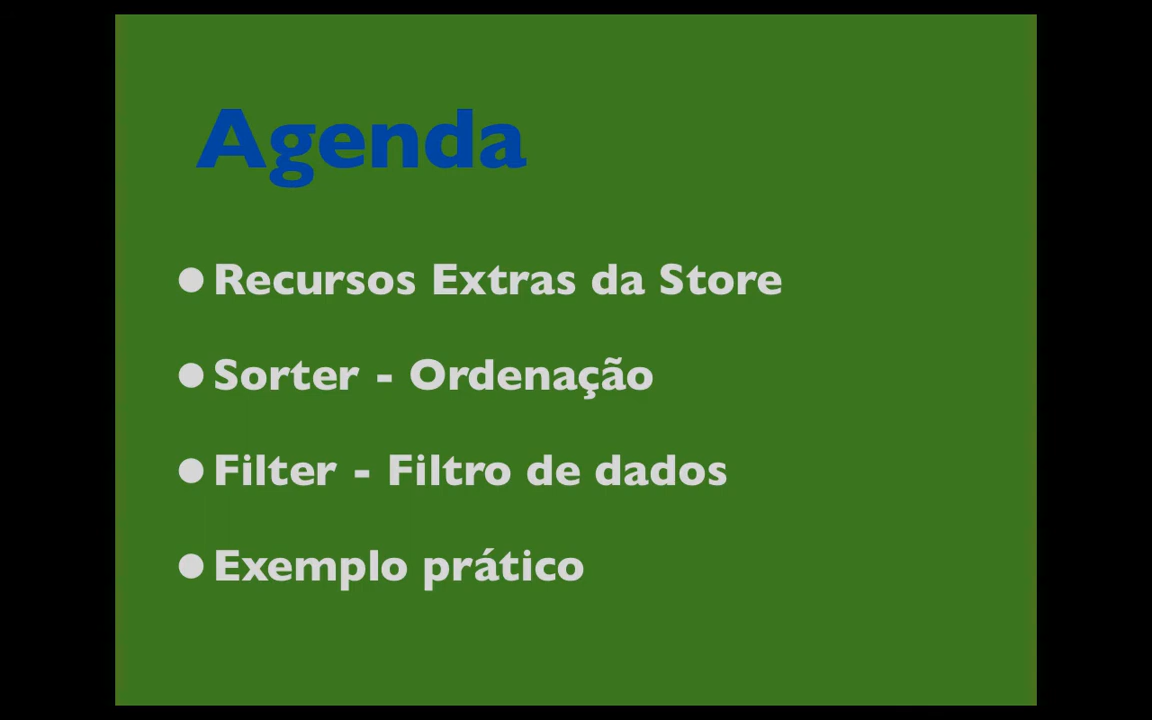 Agenda
• Recursos Extras da Store
• Sorter - Ordenação
• Filter - Filtro de dados
• Exemplo prático